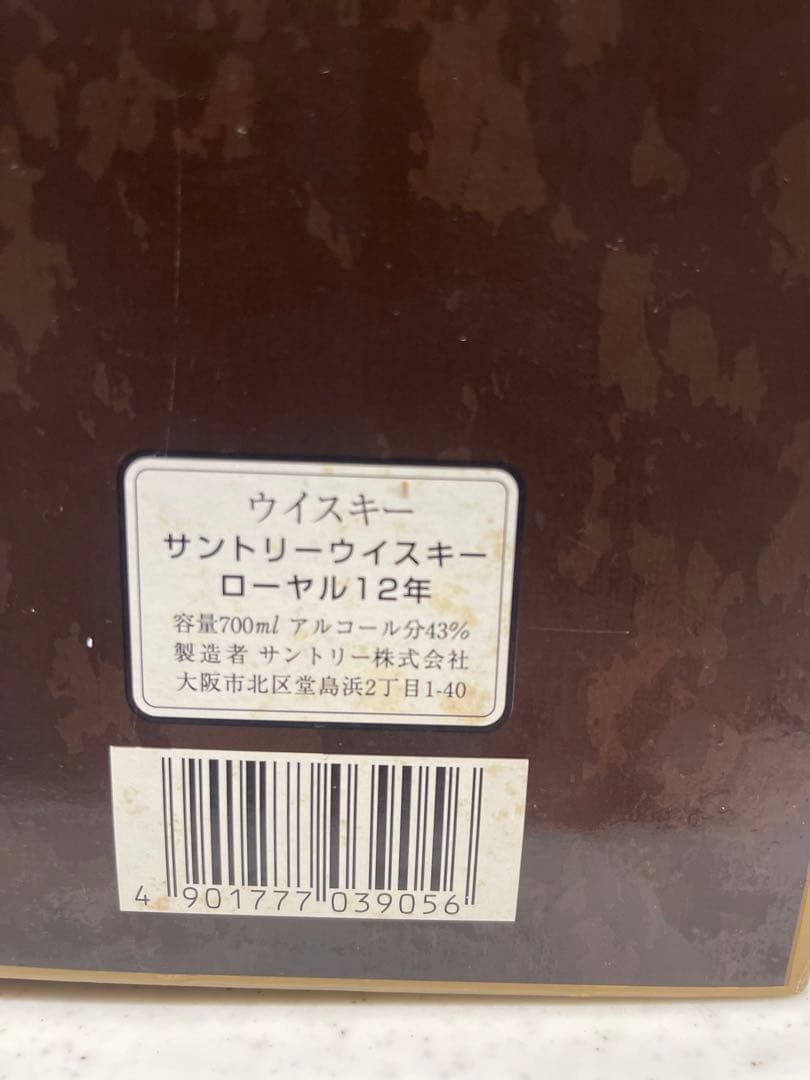 ウイスキー
サントリーウイスキー
ローヤル12年
容量700ml アルコール分43%
製造者 サントリー株式会社
大阪市北区堂島浜2丁目1-40
4 901777 039056